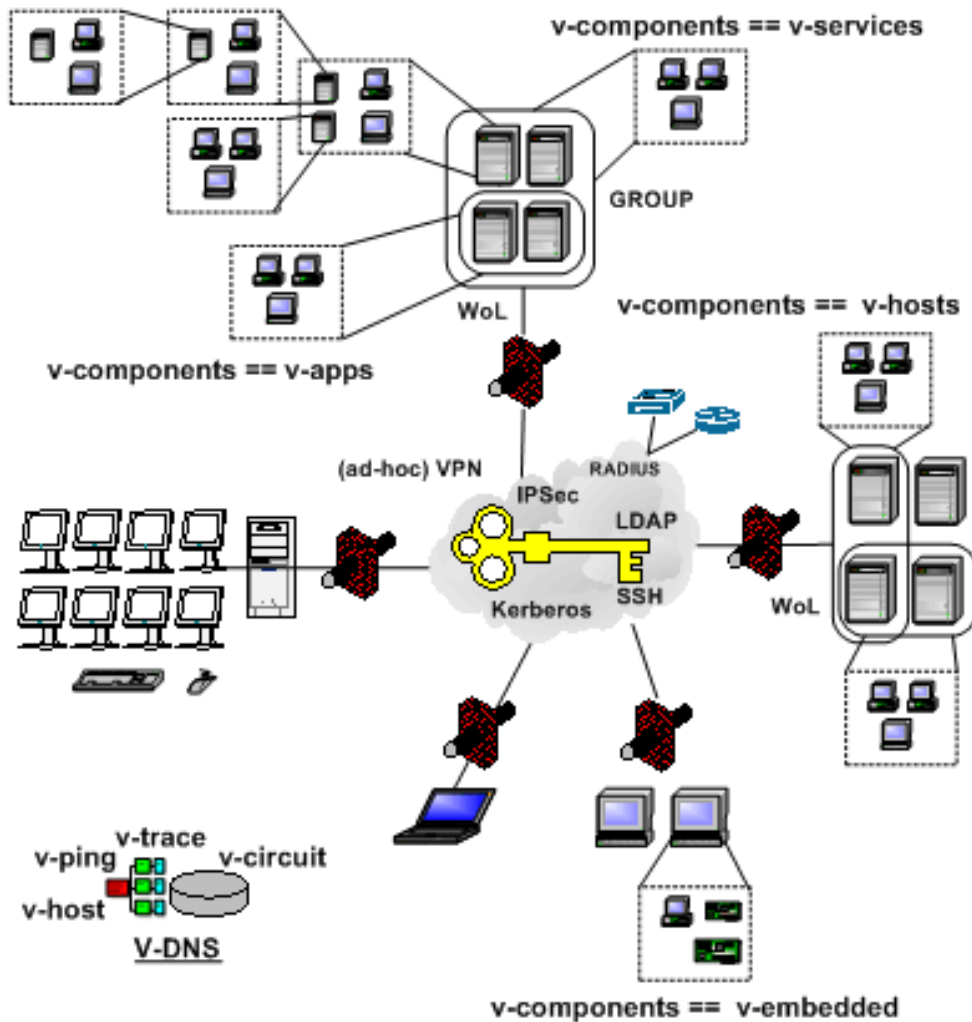 v-components == v-services
GROUP
WoL
v-components == v-hosts
v-components == v-apps
(ad-hoc) VPN
RADIUS
IPSec
LDAP
SSH
Kerberos
WoL
v-trace
v-ping
v-circuit
v-host
V-DNS
v-components == v-embedded